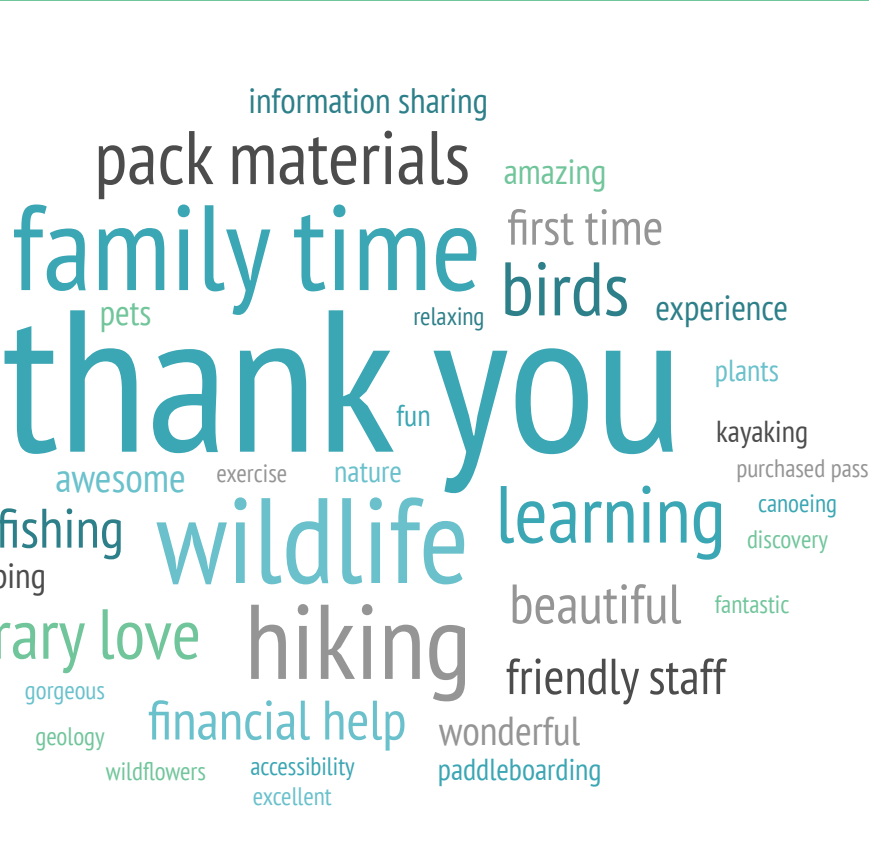 information sharing
pack materials
amazing
family time
first time
birds
pets
relaxing
experience
thank you
fun
plants
kayaking
awesome
exercise
nature
purchased pass
fishing
wildlife
learning
canoeing
discovery
beautiful
fantastic
love
hiking
friendly staff
gorgeous
financial help
wonderful
geology
wildflowers
accessibility
paddleboarding
excellent